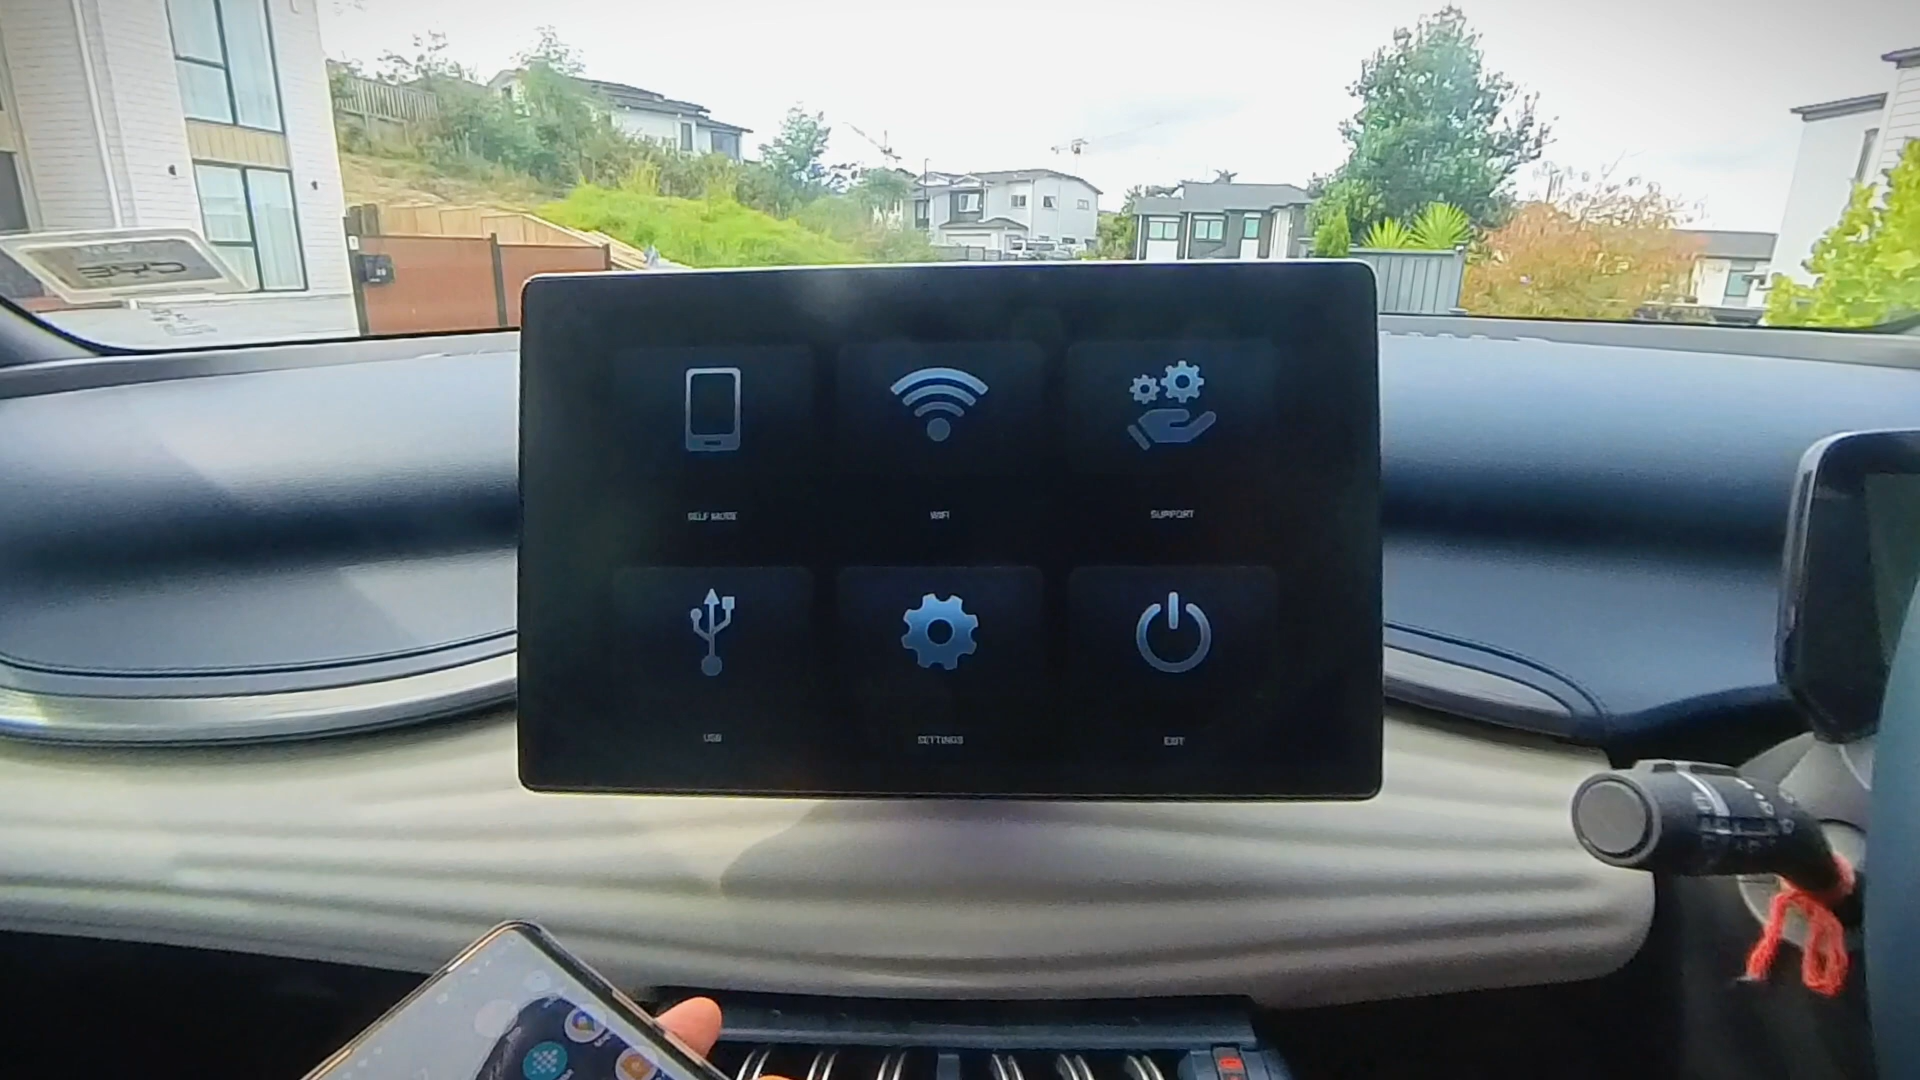 SELF MODE
WIFI
SUPPORT
USB
SETTINGS
EXIT